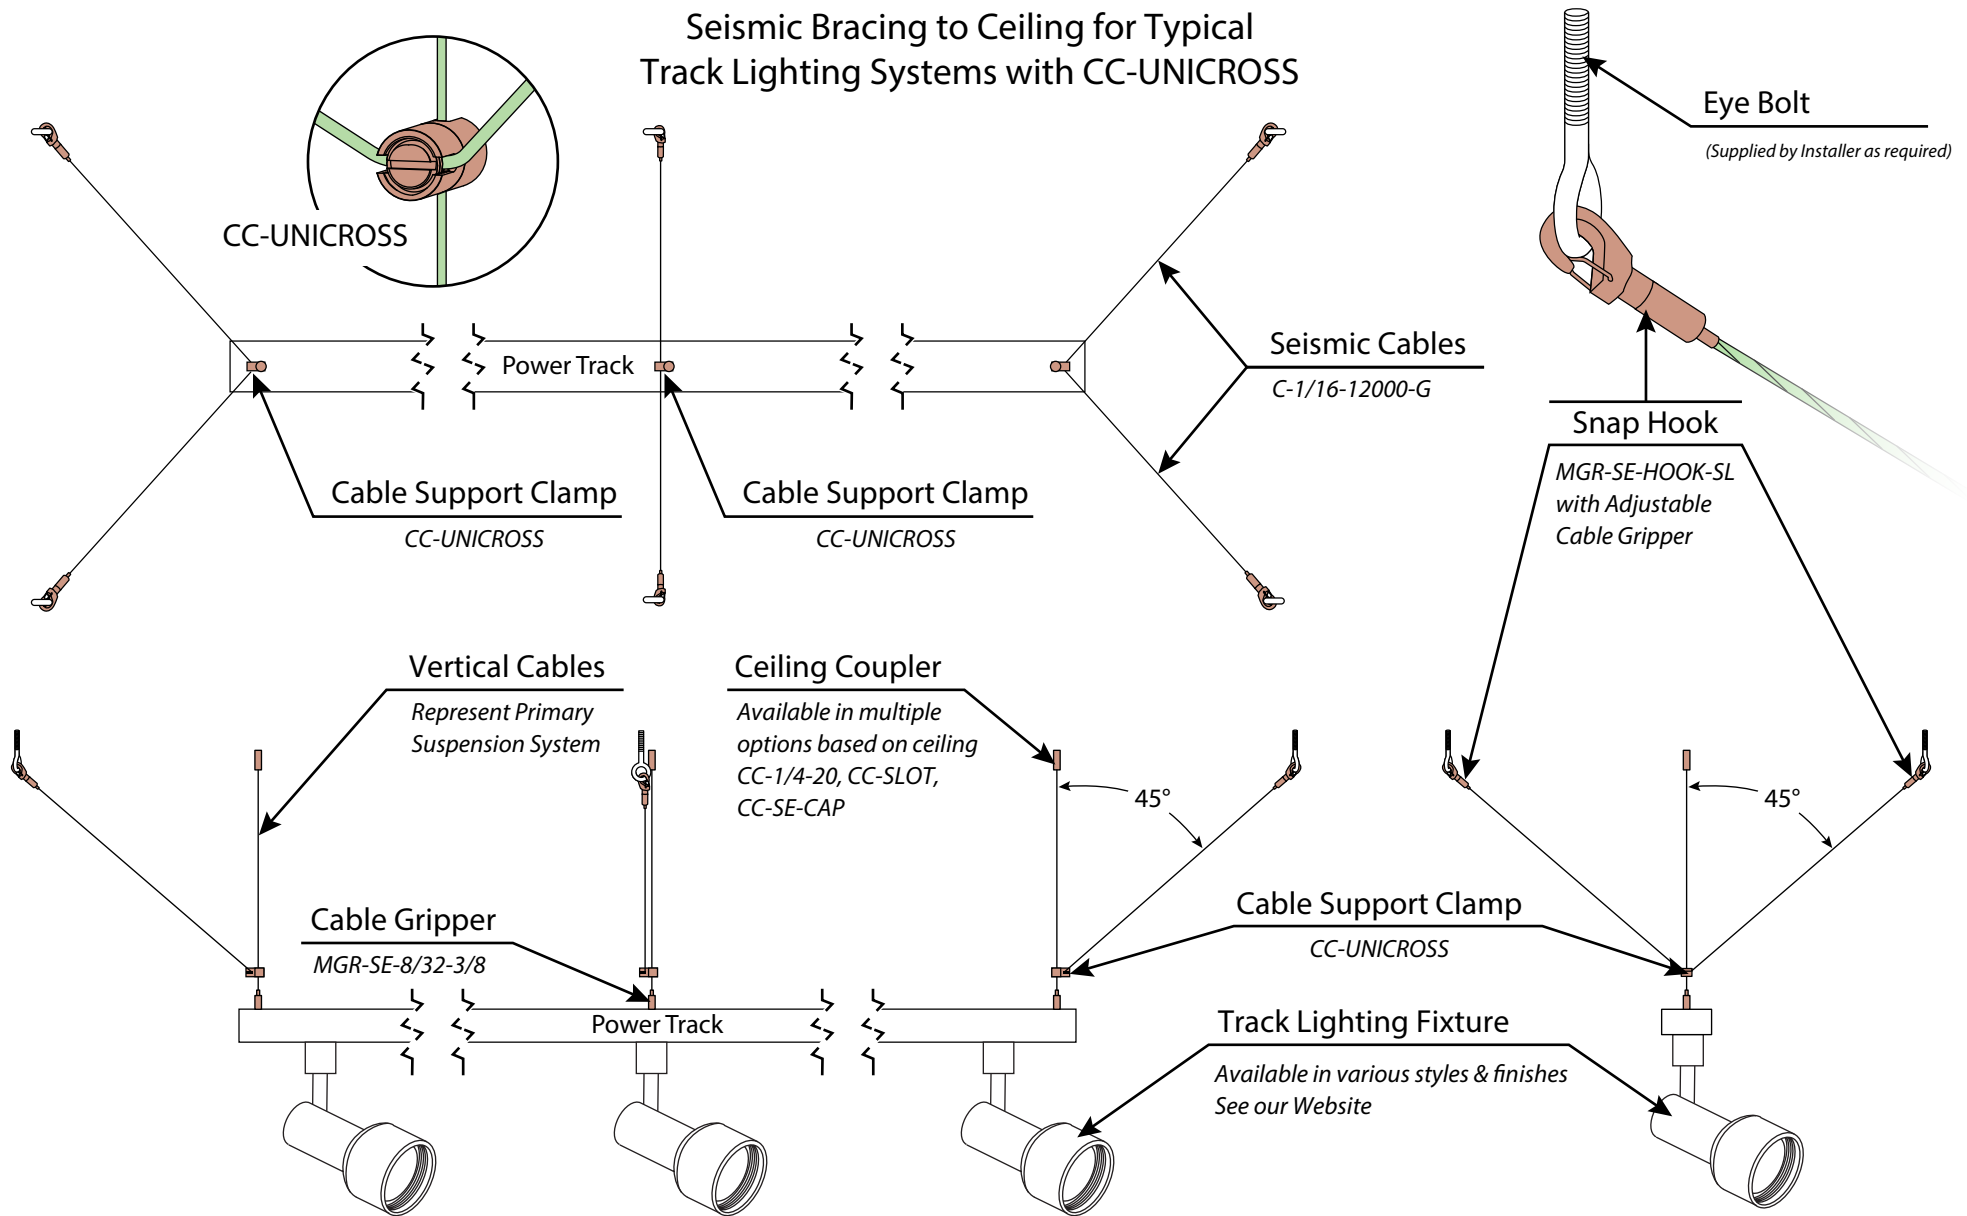 Seismic Bracing to Ceiling for Typical
Track Lighting Systems with CC-UNICROSS
CC-UNICROSS
Eye Bolt
(Supplied by Installer as required)
Power Track
Seismic Cables
C-1/16-12000-G
Snap Hook
MGR-SE-HOOK-SL
with Adjustable
Cable Gripper
Cable Support Clamp
CC-UNICROSS
Cable Support Clamp
CC-UNICROSS
Vertical Cables
Represent Primary
Suspension System
Ceiling Coupler
Available in multiple
options based on ceiling
CC-1/4-20, CC-SLOT,
CC-SE-CAP
45°
45°
Cable Gripper
MGR-SE-8/32-3/8
Cable Support Clamp
CC-UNICROSS
Power Track
Track Lighting Fixture
Available in various styles & finishes
See our Website